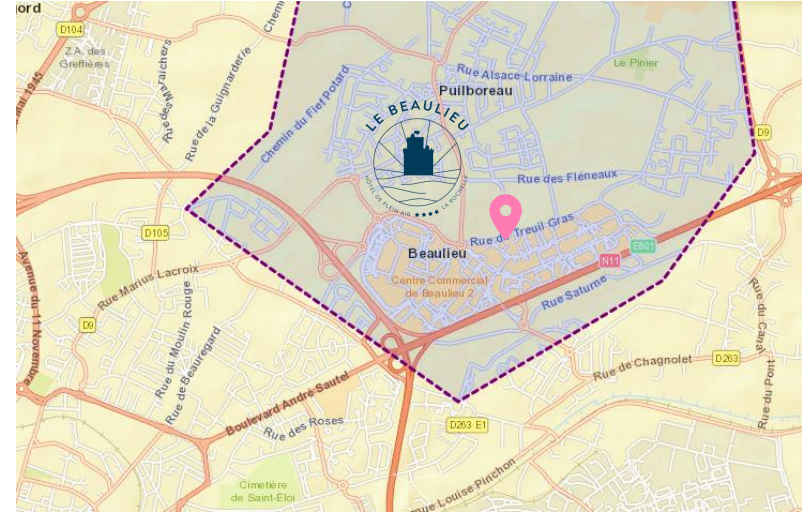 ord
D104
Z.A. des
Greffières
Rue des Maraîchers
Rue de la Guignarderie
Chemin
Chemin du Fief Potard
Rue Alsace-Lorraine
Le Pinier
Puilboreau
mai 1945
LE BEAULIEU
HÔTEL DE PLEIN AIR ★★★★ LA ROCHELLE
D9
Rue des Fléneaux
Rue du Treuil Gras
D105
Beaulieu
E601
N11
Centre Commercial
de Beaulieu 2
Rue Saturne
Rue Marius Lacroix
Avenue du 11 Novembre
D9
Rue du Moulin Rouge
Rue de Beauregard
Rue du Canal
Rue du Pont
D263
Rue de Chagnolet
Boulevard André Sautel
Rue des Roses
D263 E1
Cimetière
de Saint-Éloi
nue Louise Pinchon